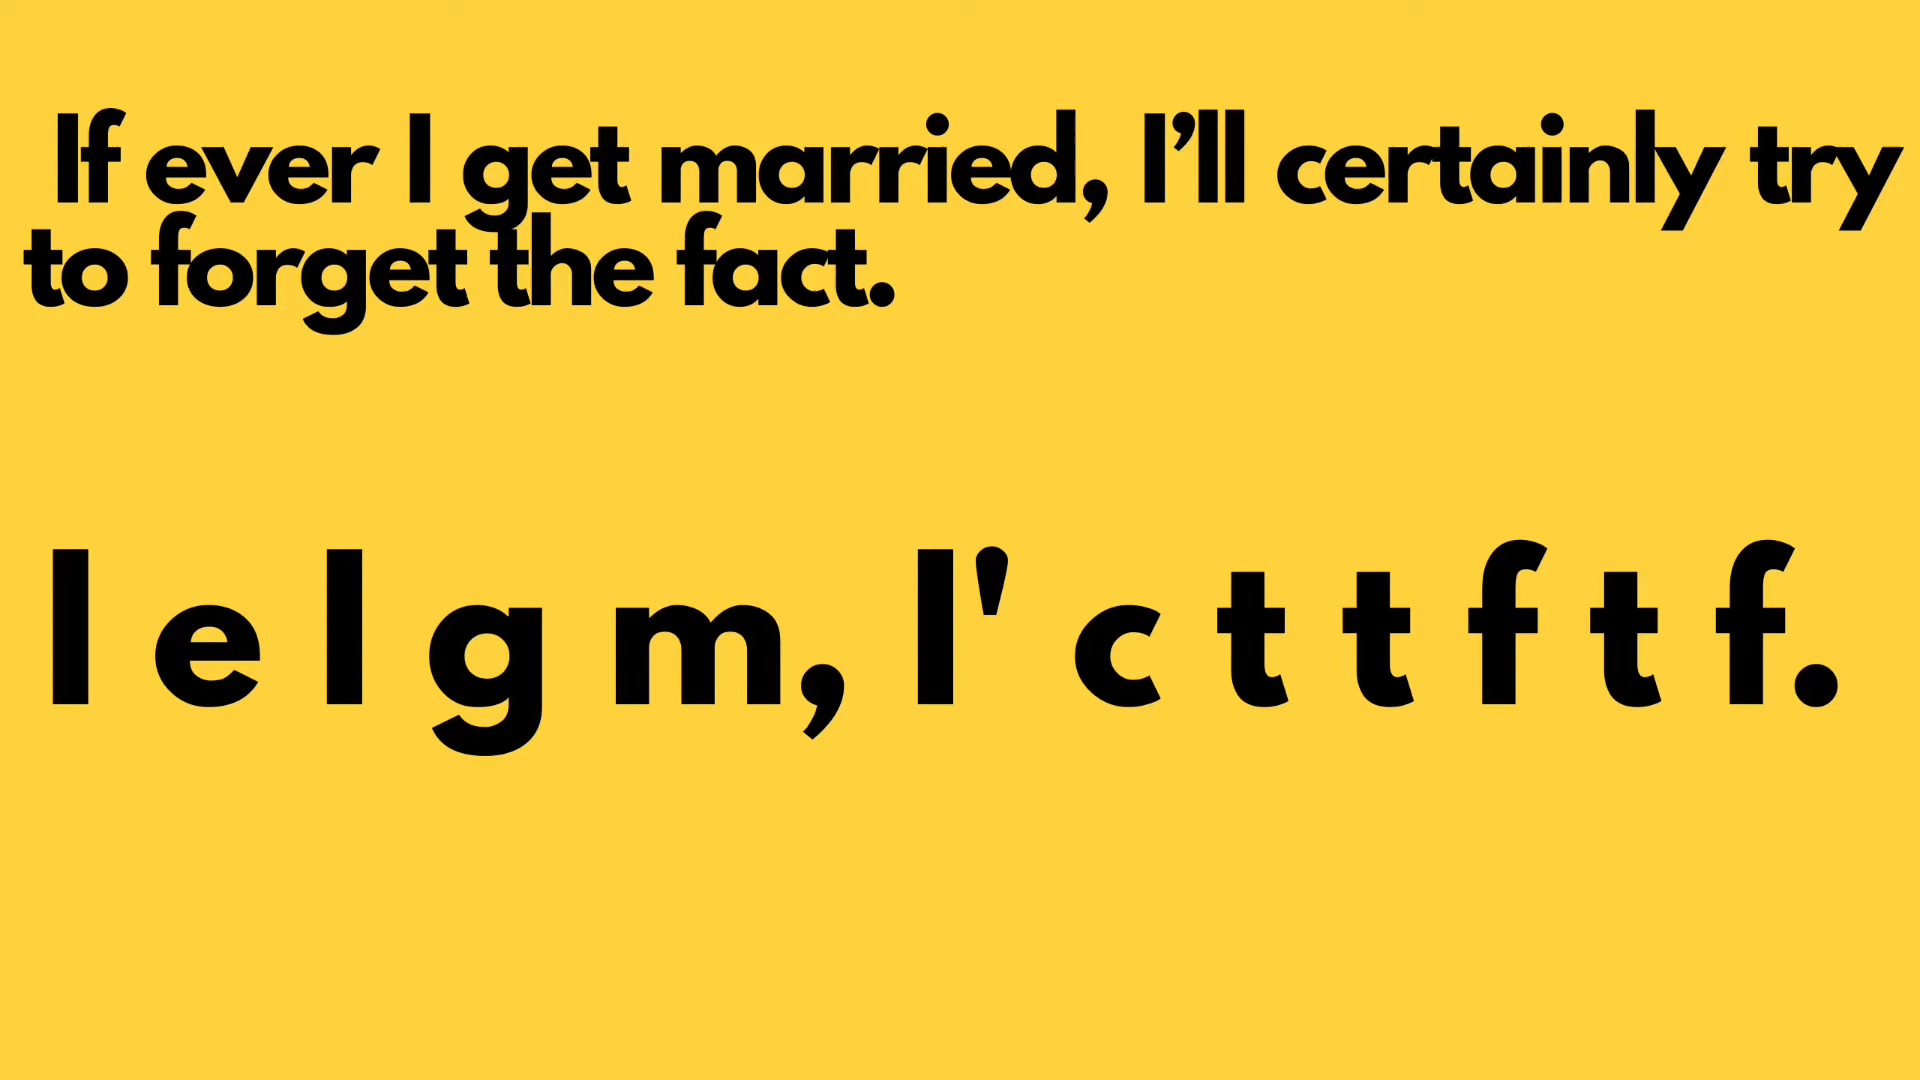 If ever I get married, I’ll certainly try
to forget the fact.
I e I g m, I' c t t f t f.